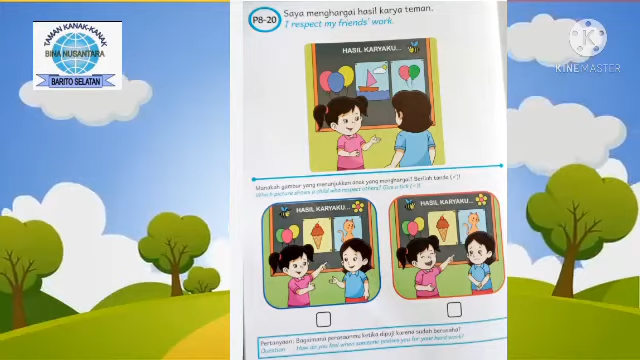 TAMAN KANAK-KANAK
BINA NUSANTARA
BARITO SELATAN
P8-20
Saya menghargai hasil karya teman.
I respect my friends' work.
HASIL KARYAKU...
Manakah gambar yang menunjukkan anak yang menghargai? Berilah tanda (✓)!
Which picture shows a child who respect others? Give a tick (✓)!
HASIL KARYAKU...
HASIL KARYAKU...
Pertanyaan: Bagaimana perasaanmu ketika dipuji karena sudah berusaha?
Question: How do you feel when someone praises you for your hard work?
KINEMASTER